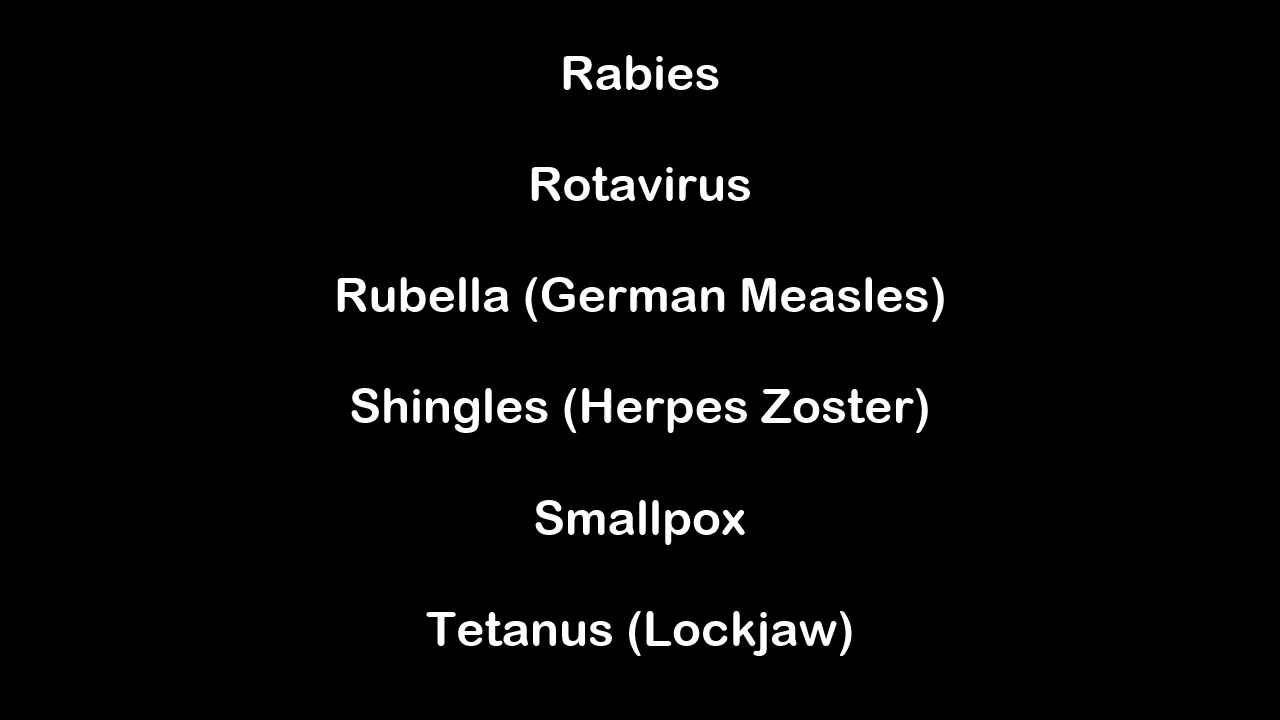 Rabies
Rotavirus
Rubella (German Measles)
Shingles (Herpes Zoster)
Smallpox
Tetanus (Lockjaw)